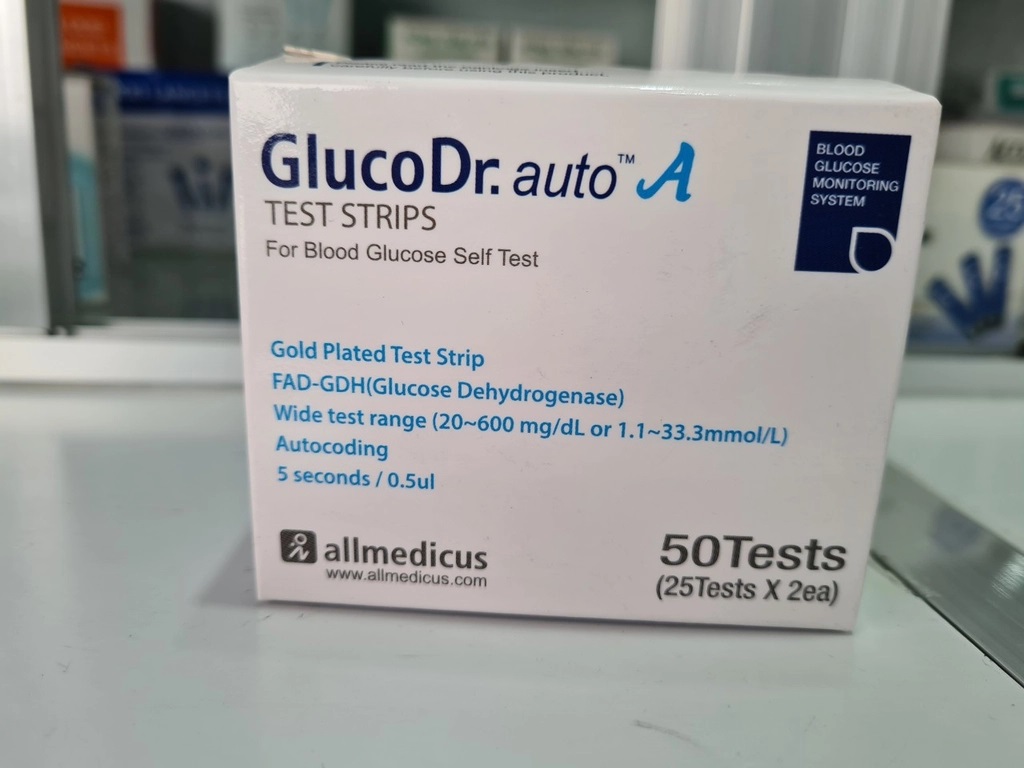 GlucoDr. auto™ A
TEST STRIPS
For Blood Glucose Self Test
BLOOD
GLUCOSE
MONITORING
SYSTEM
Gold Plated Test Strip
FAD-GDH(Glucose Dehydrogenase)
Wide test range (20~600 mg/dL or 1.1~33.3mmol/L)
Autocoding
5 seconds / 0.5ul
allmedicus
www.allmedicus.com
50Tests
(25Tests X 2ea)
25